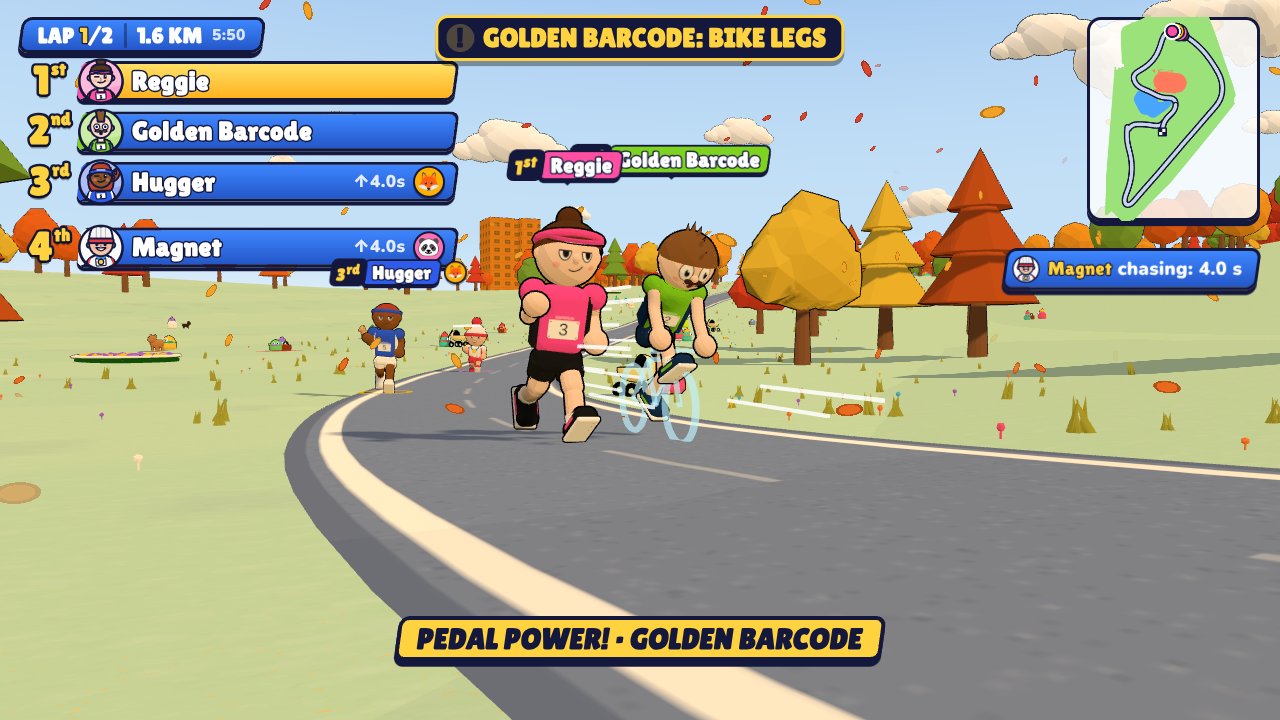 LAP 1/2 1.6 KM 5:50
! GOLDEN BARCODE: BIKE LEGS
1st Reggie
2nd Golden Barcode
3rd Hugger ↑4.0s
4th Magnet ↑4.0s
1st Reggie
Golden Barcode
3rd Hugger
Magnet chasing: 4.0 s
3
PEDAL POWER! · GOLDEN BARCODE